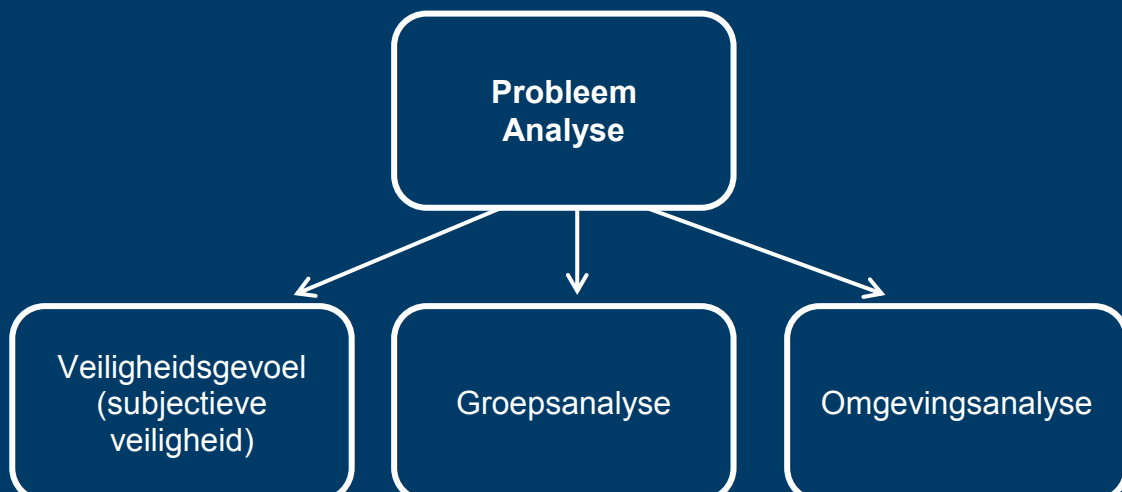 Probleem
Analyse
Veiligheidsgevoel
(subjectieve
veiligheid)
Groepsanalyse
Omgevingsanalyse